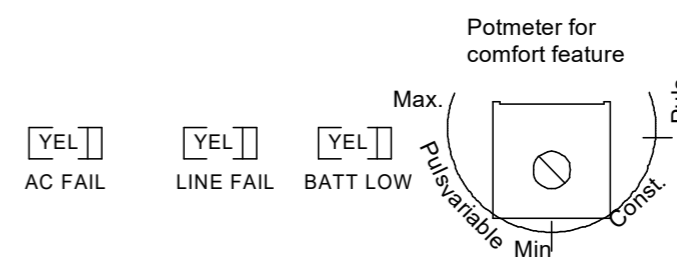 Potmeter for
comfort feature
Max.
YEL
YEL
YEL
AC FAIL
LINE FAIL
BATT LOW
Pulsvariable
Const.
Min